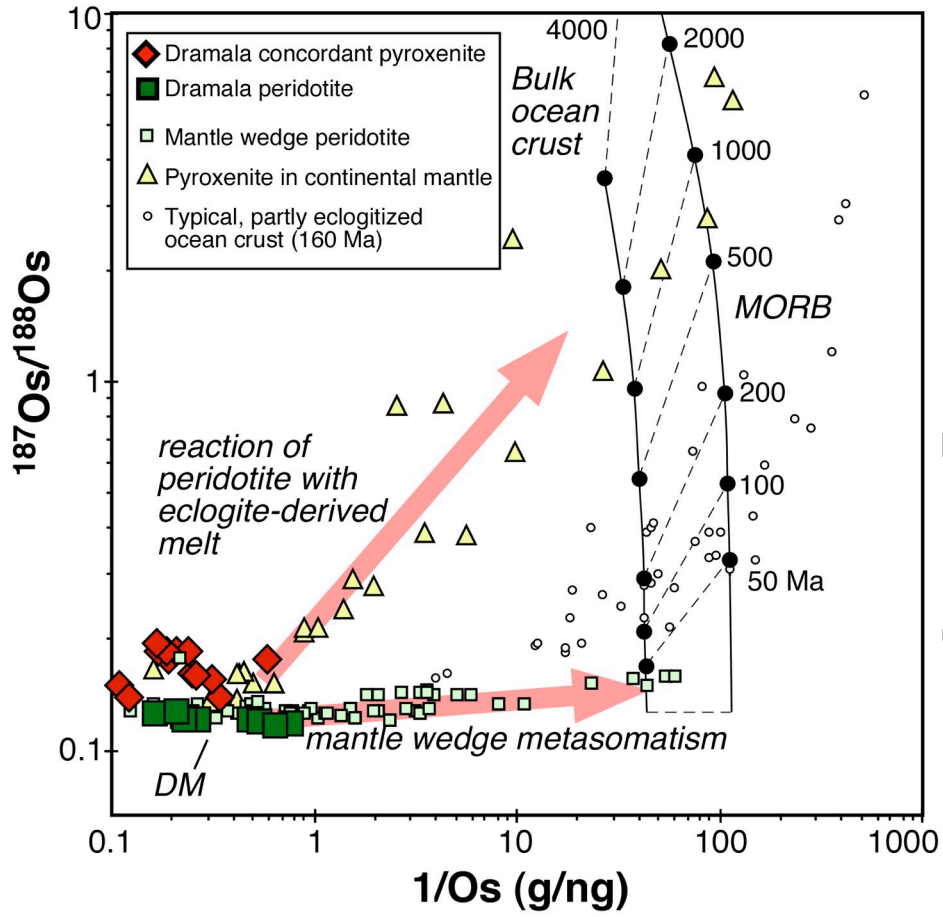 10
1
0.1
187Os/188Os
Dramala concordant pyroxenite
Dramala peridotite
Mantle wedge peridotite
Pyroxenite in continental mantle
Typical, partly eclogitized
ocean crust (160 Ma)
4000
2000
Bulk
ocean
crust
1000
500
MORB
200
100
50 Ma
reaction of
peridotite with
eclogite-derived
melt
mantle wedge metasomatism
DM
0.1
1
10
100
1000
1/Os (g/ng)